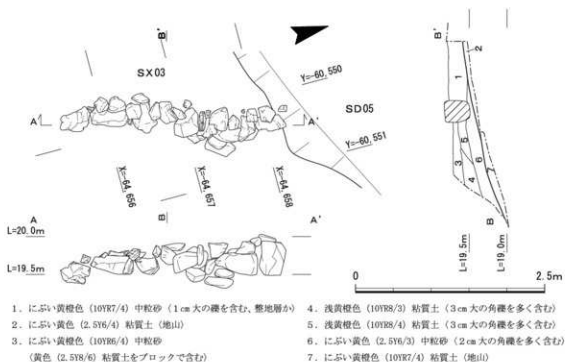 B'
SX03
Y=-60,550
SD05
A
A'
Y=-60,551
X=-64,656
X=-64,657
X=-64,658
A
B
A'
L=20.0m
L=19.5m
B'
2
1
5
3
6
4
7
B
L=19.5m
L=19.0m
0
2.5m
1. にぶい黄橙色 (10YR7/4) 中粒砂 (1㎝大の礫を含む、整地層か)
2. にぶい黄色 (2.5Y6/4) 粘質土 (地山)
3. にぶい黄橙色 (10YR6/4) 中粒砂
(黄色 (2.5Y8/6) 粘質土をブロックで含む)
4. 浅黄橙色 (10YR8/3) 粘質土 (3㎝大の角礫を多く含む)
5. 浅黄橙色 (10YR8/4) 粘質土 (3㎝大の角礫を多く含む)
6. にぶい黄色 (2.5Y6/3) 中粒砂 (2㎝大の角礫を多く含む)
7. にぶい黄橙色 (10YR7/4) 粘質土 (地山)